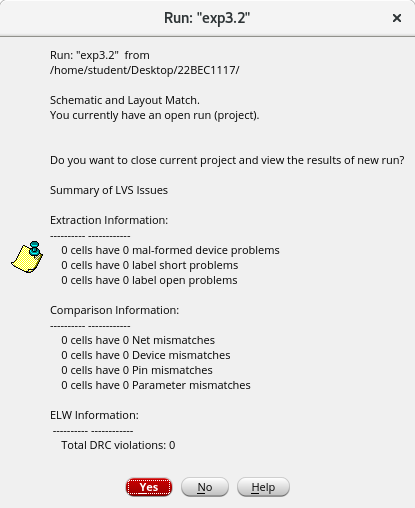 Run: "exp3.2"
Run: "exp3.2" from
/home/student/Desktop/22BEC1117/
Schematic and Layout Match.
You currently have an open run (project).
Do you want to close current project and view the results of new run?
Summary of LVS Issues
Extraction Information:
---------- ------------
0 cells have 0 mal-formed device problems
0 cells have 0 label short problems
0 cells have 0 label open problems
Comparison Information:
---------- ------------
0 cells have 0 Net mismatches
0 cells have 0 Device mismatches
0 cells have 0 Pin mismatches
0 cells have 0 Parameter mismatches
ELW Information:
---------- ------------
Total DRC violations: 0
Yes No Help